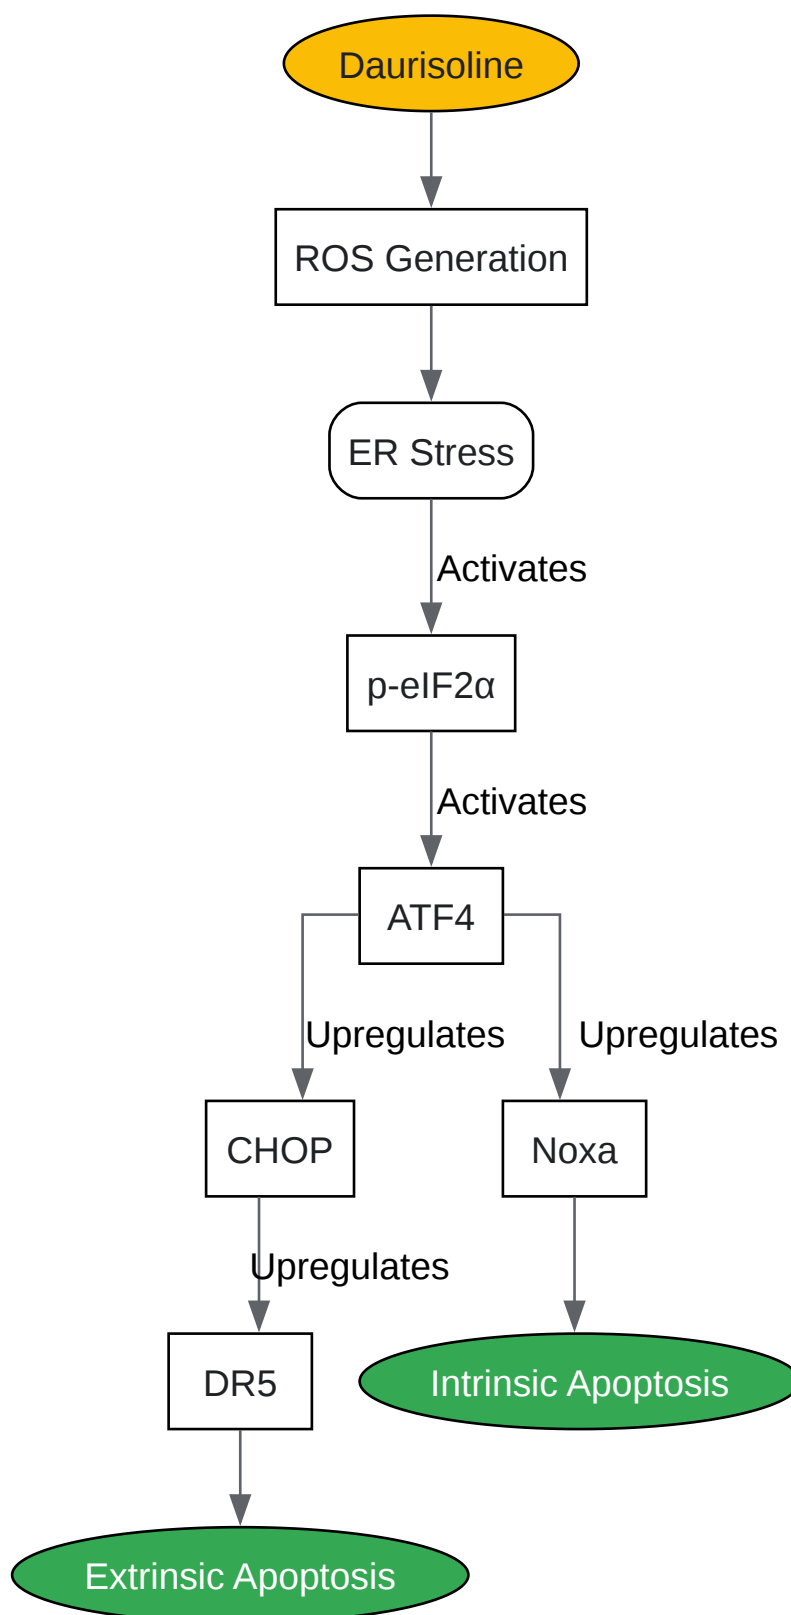 Daurisoline
ROS Generation
ER Stress
Activates
p-eIF2α
Activates
ATF4
Upregulates
Upregulates
CHOP
Noxa
Upregulates
DR5
Intrinsic Apoptosis
Extrinsic Apoptosis